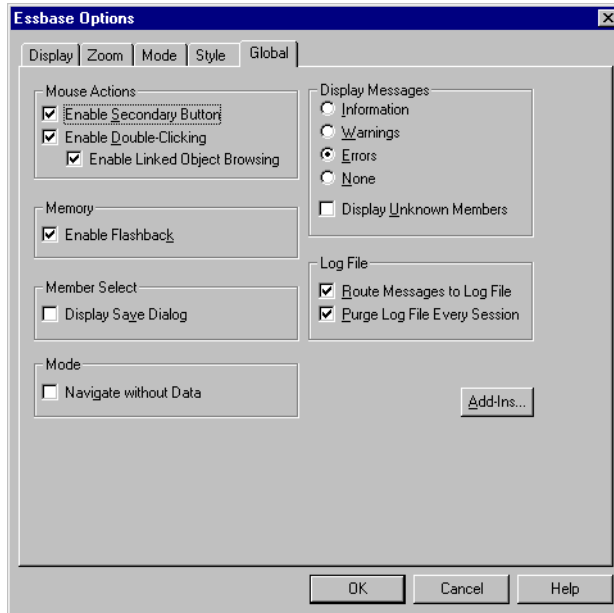 Essbase Options
Display Zoom Mode Style Global
Mouse Actions
Enable Secondary Button
Enable Double-Clicking
Enable Linked Object Browsing
Memory
Enable Flashback
Member Select
Display Save Dialog
Mode
Navigate without Data
Display Messages
Information
Warnings
Errors
None
Display Unknown Members
Log File
Route Messages to Log File
Purge Log File Every Session
Add-Ins...
OK Cancel Help